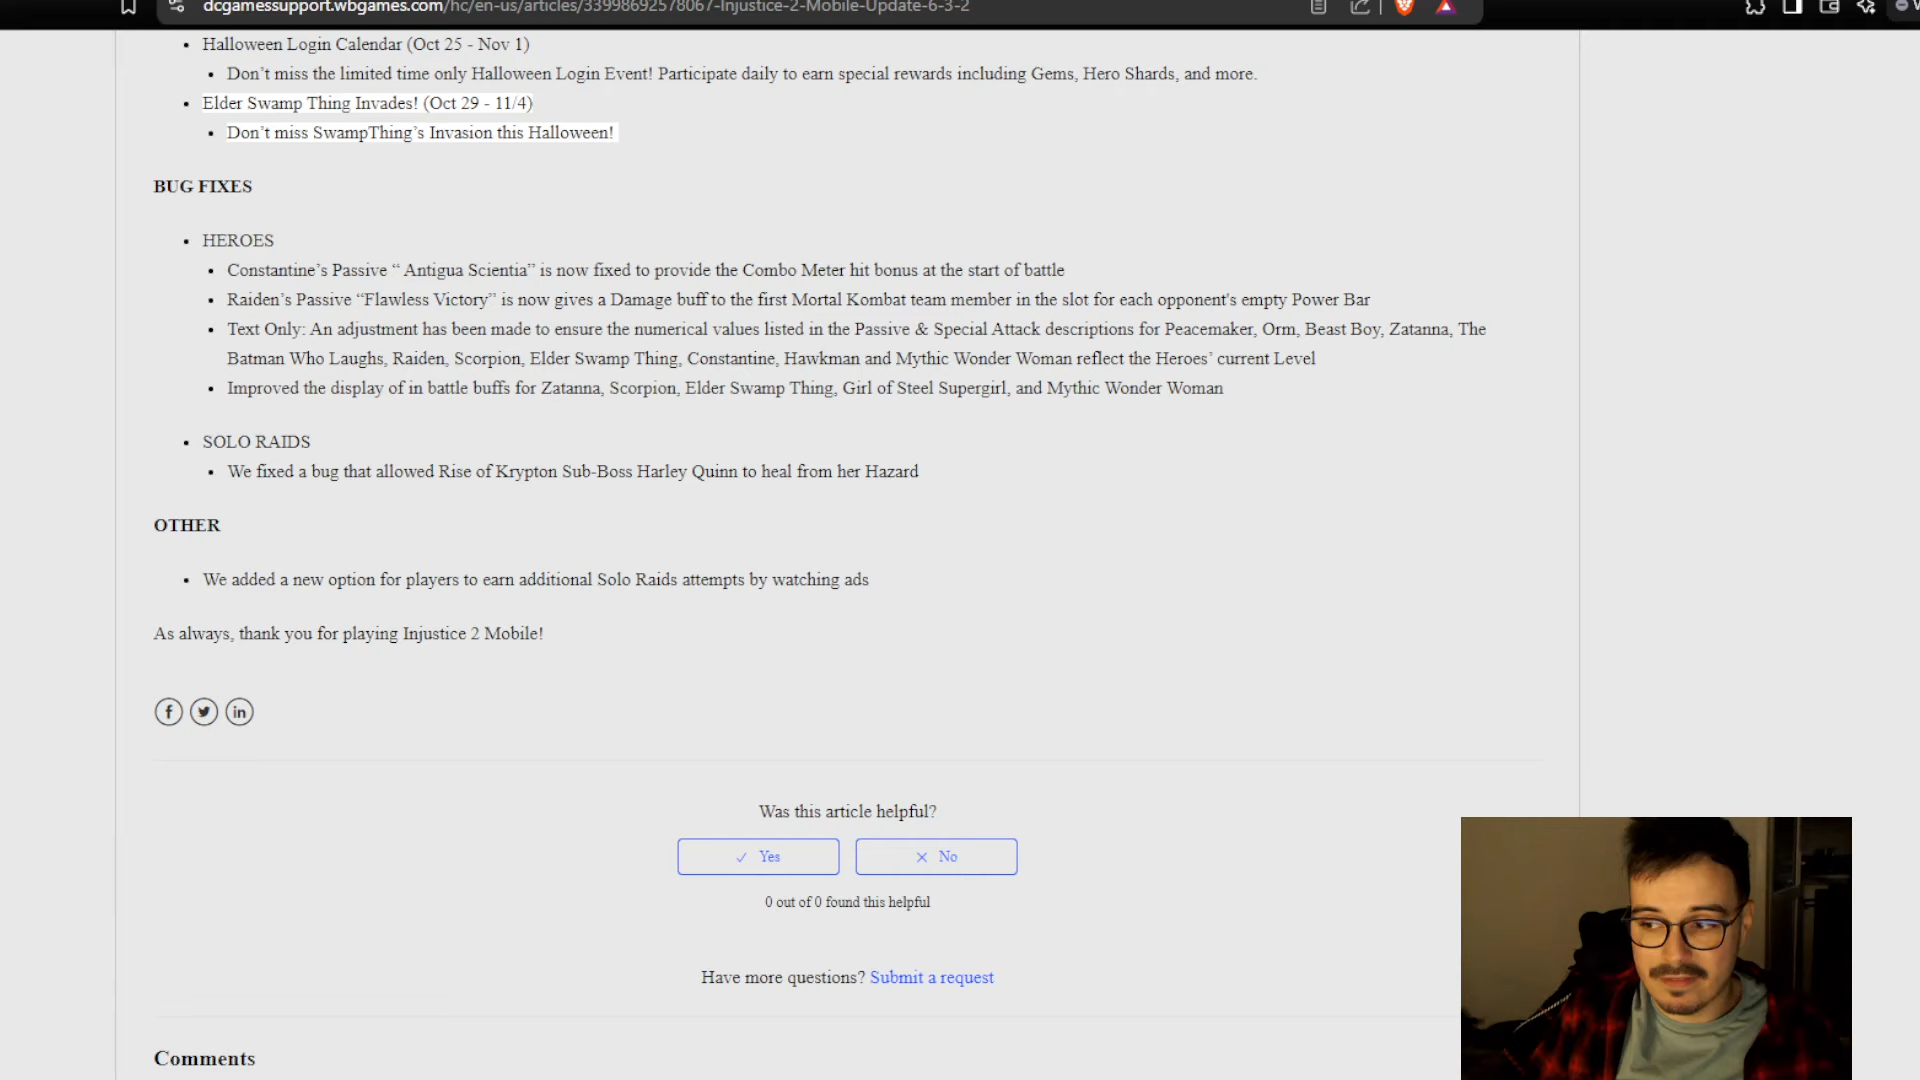 dcgamessupport.wbgames.com/hc/en-us/articles/33998692578067-Injustice-2-Mobile-Update-6-3-2
Halloween Login Calendar (Oct 25 - Nov 1)
Don't miss the limited time only Halloween Login Event! Participate daily to earn special rewards including Gems, Hero Shards, and more.
Elder Swamp Thing Invades! (Oct 29 - 11/4)
Don't miss SwampThing's Invasion this Halloween!
BUG FIXES
HEROES
Constantine's Passive “ Antigua Scientia” is now fixed to provide the Combo Meter hit bonus at the start of battle
Raiden's Passive “Flawless Victory” is now gives a Damage buff to the first Mortal Kombat team member in the slot for each opponent's empty Power Bar
Text Only: An adjustment has been made to ensure the numerical values listed in the Passive & Special Attack descriptions for Peacemaker, Orm, Beast Boy, Zatanna, The
Batman Who Laughs, Raiden, Scorpion, Elder Swamp Thing, Constantine, Hawkman and Mythic Wonder Woman reflect the Heroes' current Level
Improved the display of in battle buffs for Zatanna, Scorpion, Elder Swamp Thing, Girl of Steel Supergirl, and Mythic Wonder Woman
SOLO RAIDS
We fixed a bug that allowed Rise of Krypton Sub-Boss Harley Quinn to heal from her Hazard
OTHER
We added a new option for players to earn additional Solo Raids attempts by watching ads
As always, thank you for playing Injustice 2 Mobile!
Was this article helpful?
Yes
No
0 out of 0 found this helpful
Have more questions? Submit a request
Comments